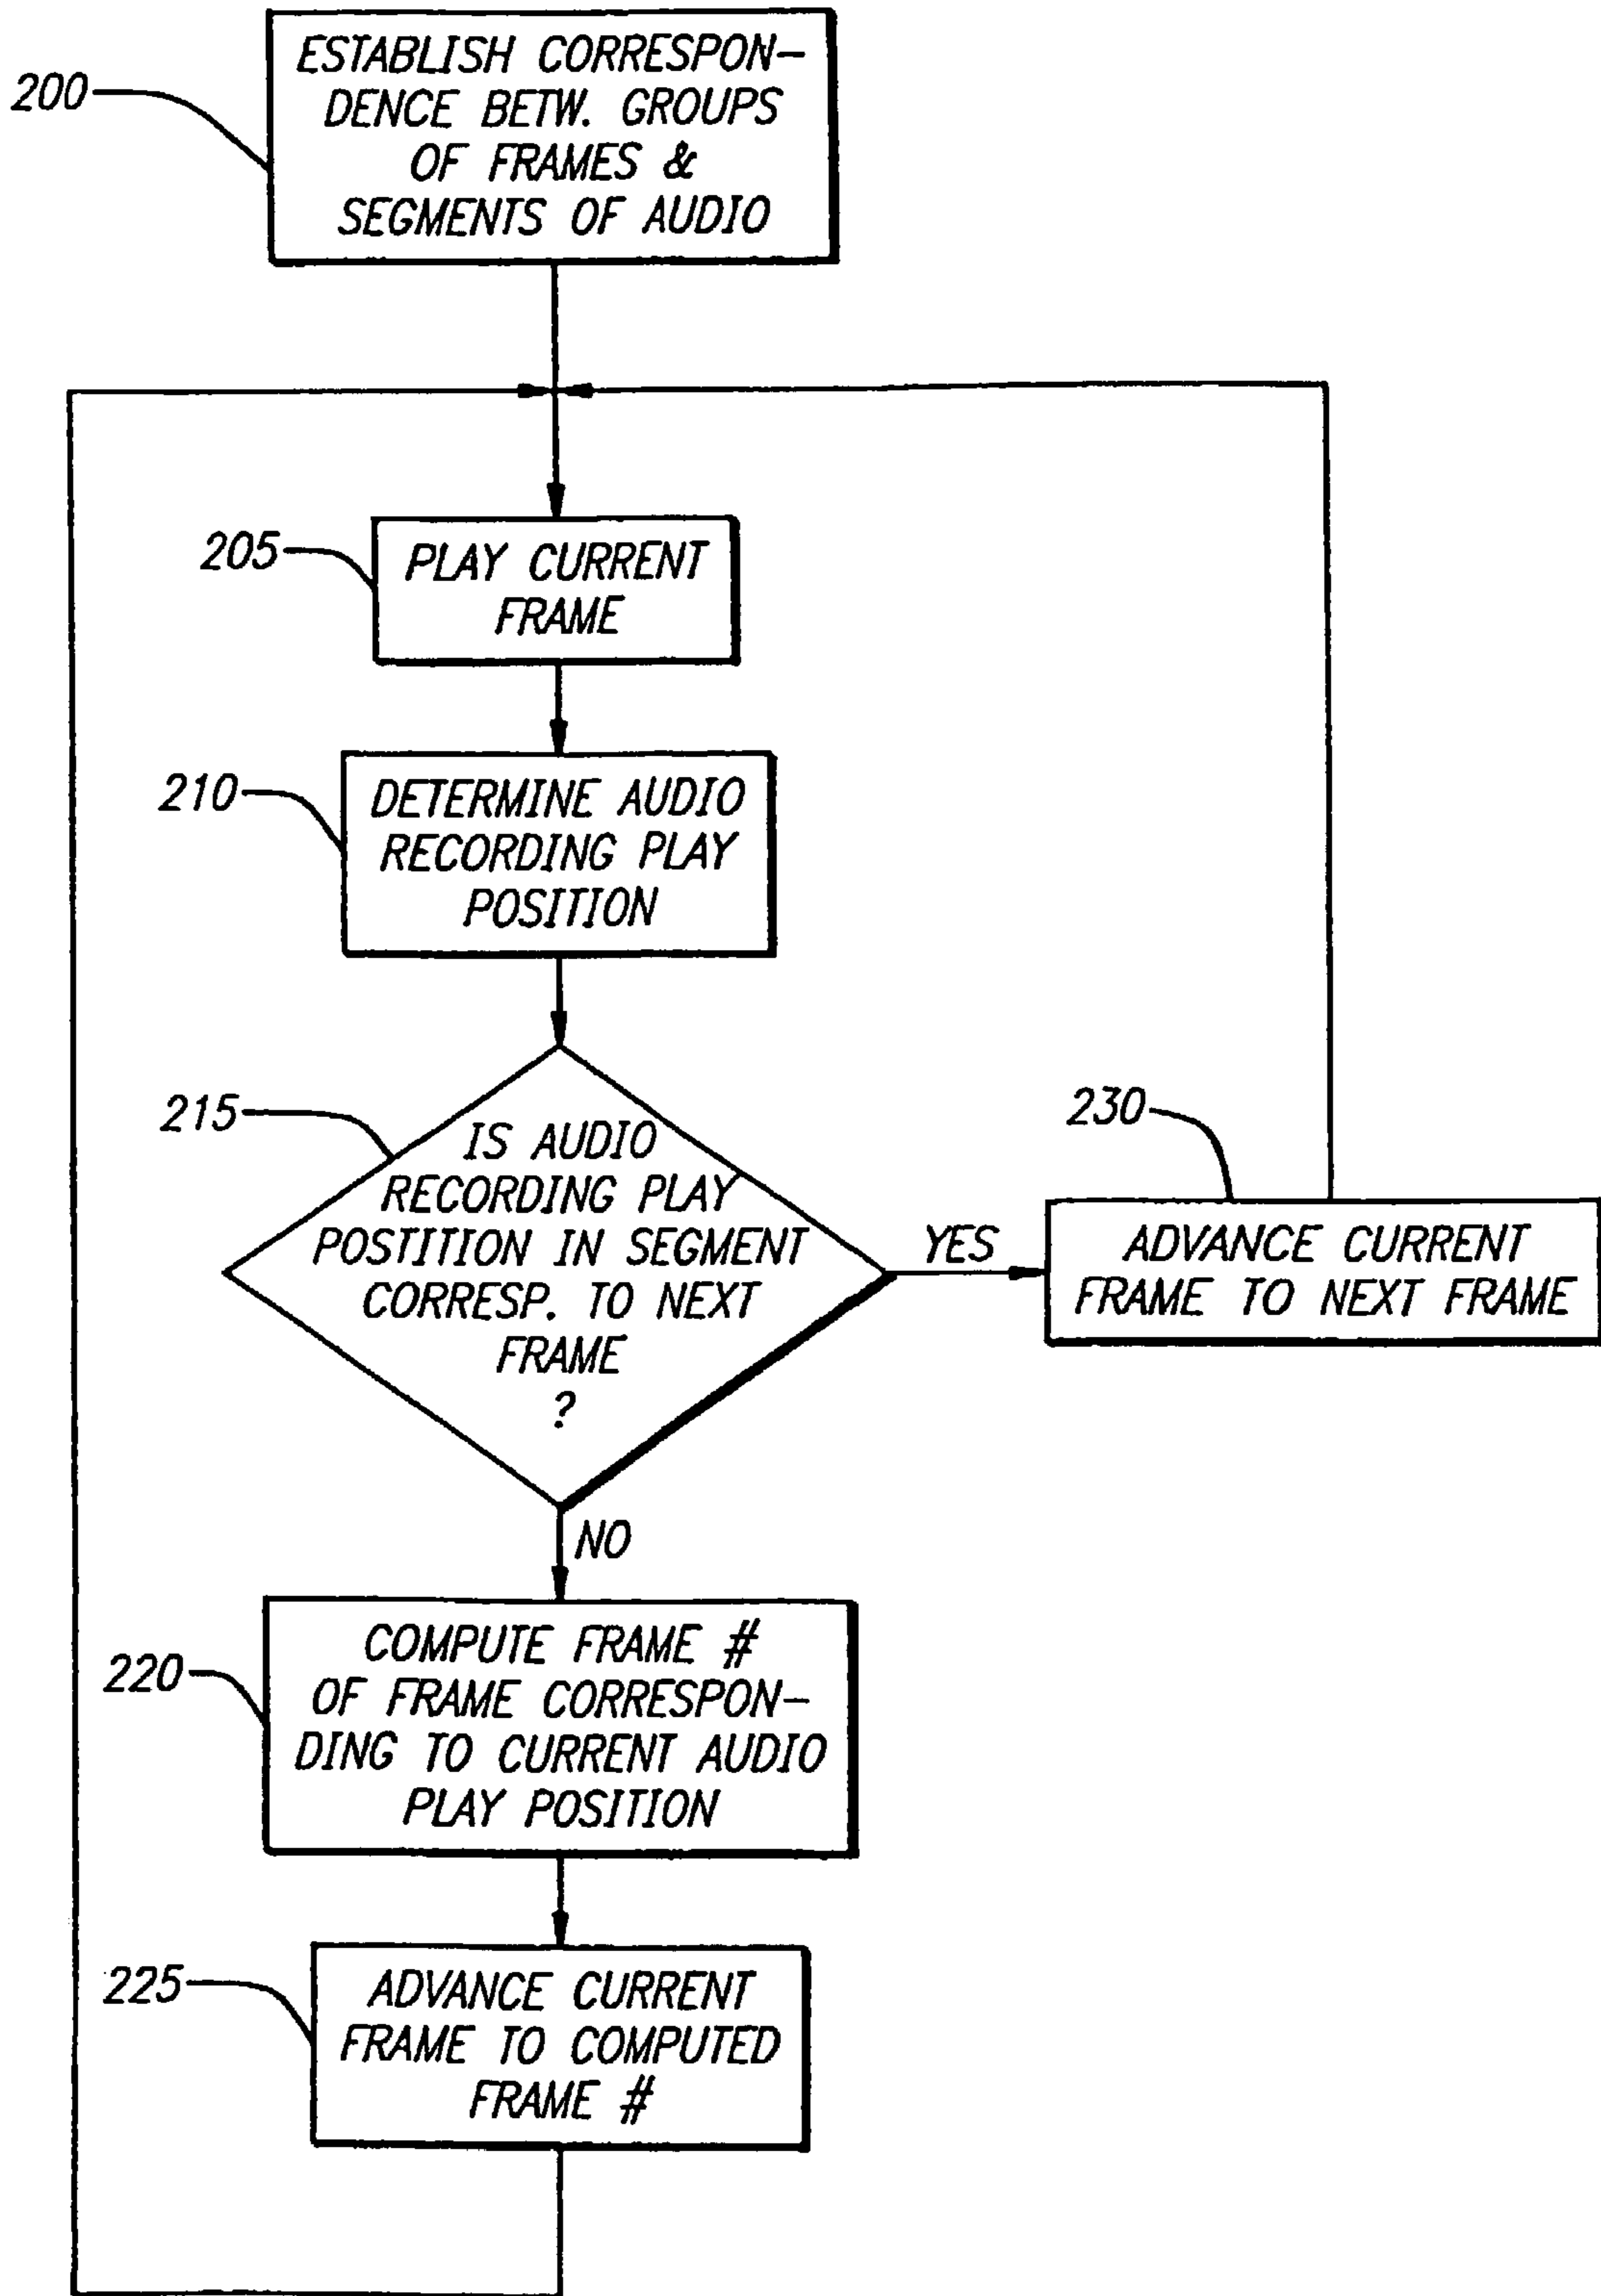 200
ESTABLISH CORRESPON-
DENCE BETW. GROUPS
OF FRAMES &
SEGMENTS OF AUDIO
205
PLAY CURRENT
FRAME
210
DETERMINE AUDIO
RECORDING PLAY
POSITION
215
IS AUDIO
RECORDING PLAY
POSTITION IN SEGMENT
CORRESP. TO NEXT
FRAME
?
YES
230
ADVANCE CURRENT
FRAME TO NEXT FRAME
NO
220
COMPUTE FRAME #
OF FRAME CORRESPON-
DING TO CURRENT AUDIO
PLAY POSITION
225
ADVANCE CURRENT
FRAME TO COMPUTED
FRAME #